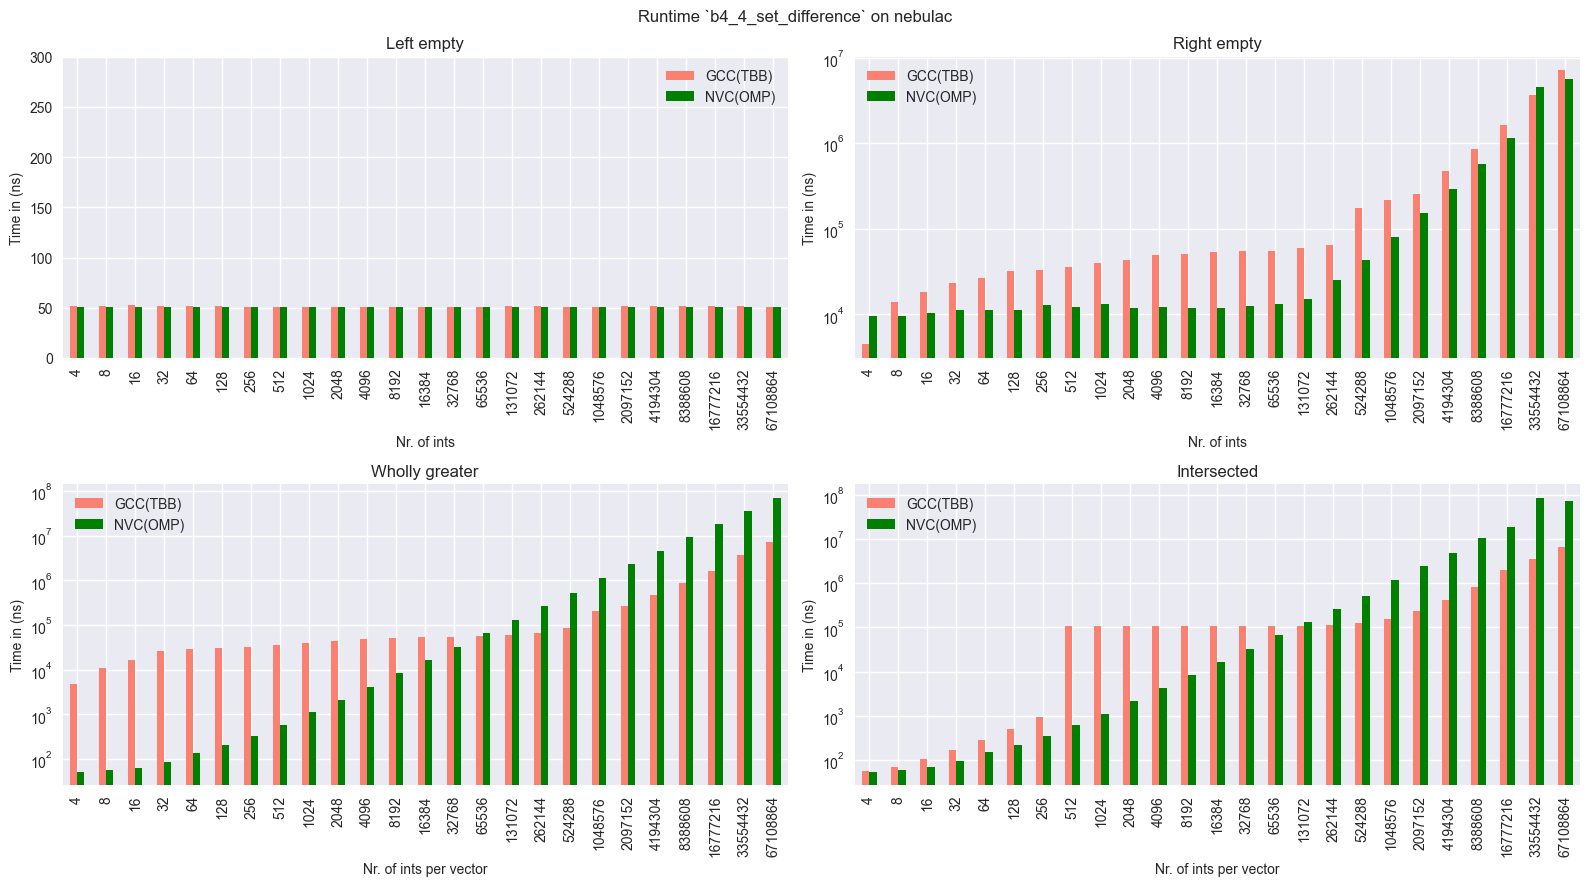 Runtime `b4_4_set_difference` on nebulac
Left empty
Time in (ns)
300
250
200
150
100
50
0
GCC(TBB)
NVC(OMP)
4 8 16 32 64 128 256 512 1024 2048 4096 8192 16384 32768 65536 131072 262144 524288 1048576 2097152 4194304 8388608 16777216 33554432 67108864
Nr. of ints
Right empty
Time in (ns)
10^7
10^6
10^5
10^4
GCC(TBB)
NVC(OMP)
4 8 16 32 64 128 256 512 1024 2048 4096 8192 16384 32768 65536 131072 262144 524288 1048576 2097152 4194304 8388608 16777216 33554432 67108864
Nr. of ints
Wholly greater
Time in (ns)
10^8
10^7
10^6
10^5
10^4
10^3
10^2
GCC(TBB)
NVC(OMP)
4 8 16 32 64 128 256 512 1024 2048 4096 8192 16384 32768 65536 131072 262144 524288 1048576 2097152 4194304 8388608 16777216 33554432 67108864
Nr. of ints per vector
Intersected
Time in (ns)
10^8
10^7
10^6
10^5
10^4
10^3
10^2
GCC(TBB)
NVC(OMP)
4 8 16 32 64 128 256 512 1024 2048 4096 8192 16384 32768 65536 131072 262144 524288 1048576 2097152 4194304 8388608 16777216 33554432 67108864
Nr. of ints per vector